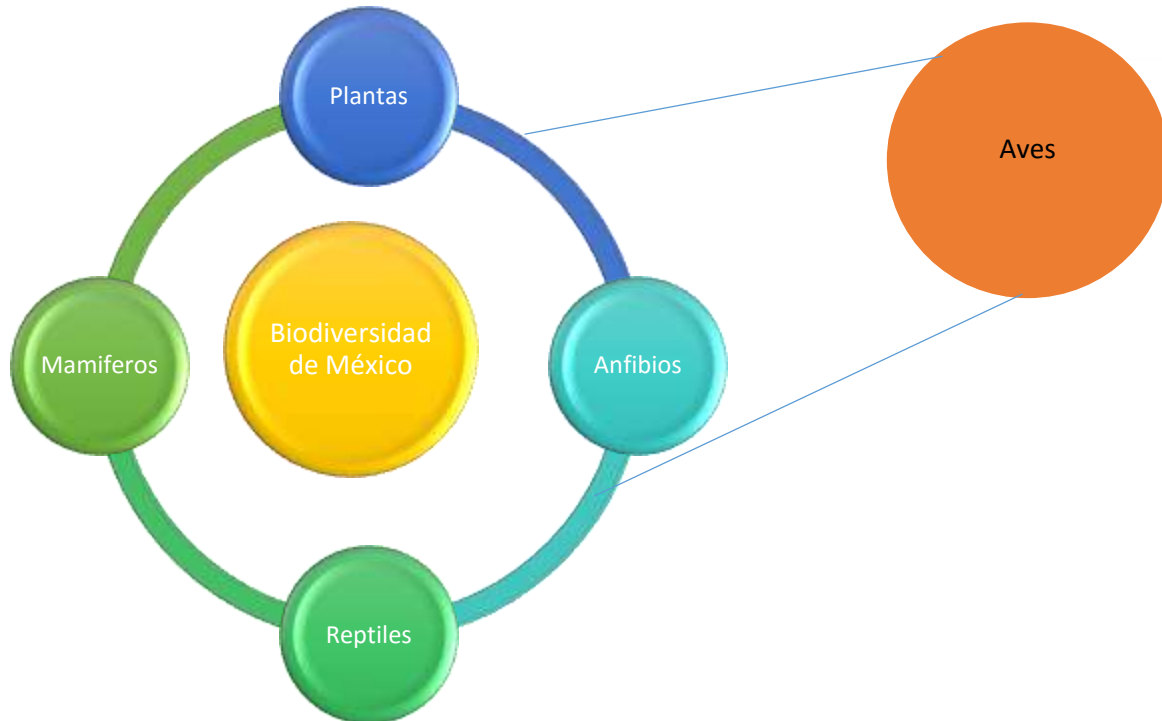 Plantas
Aves
Biodiversidad
de México
Mamiferos
Anfibios
Reptiles